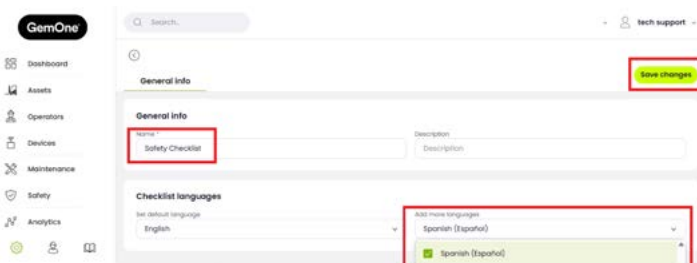 GemOne
Search...
tech support
Dashboard
Assets
Operators
Devices
Maintenance
Safety
Analytics
General info
Save changes
General info
Name *
Safety Checklist
Description
Description
Checklist languages
Set default language
English
Add more languages
Spanish (Español)
Spanish (Español)